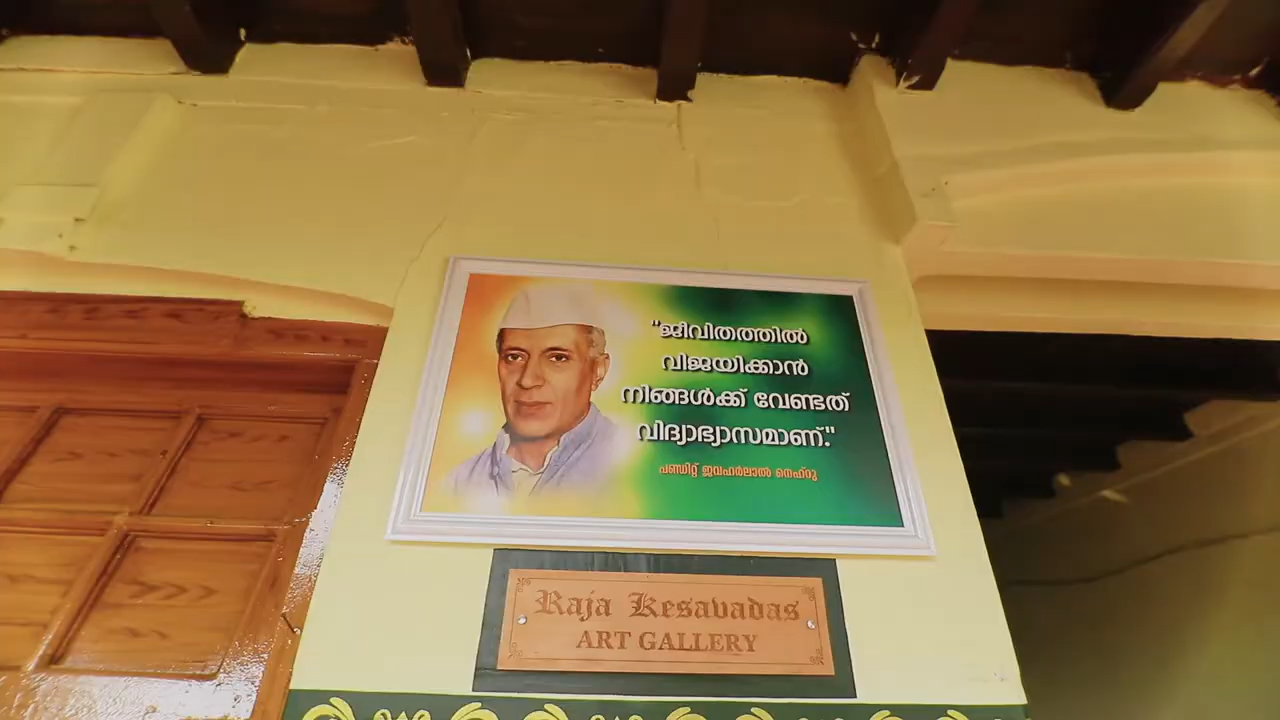 "ജീവിതത്തിൽ
വിജയിക്കാൻ
നിങ്ങൾക്ക് വേണ്ടത്
വിദ്യാഭ്യാസമാണ്."
പണ്ഡിറ്റ് ജവഹർലാൽ നെഹ്റു
Raja Kesavadas
ART GALLERY